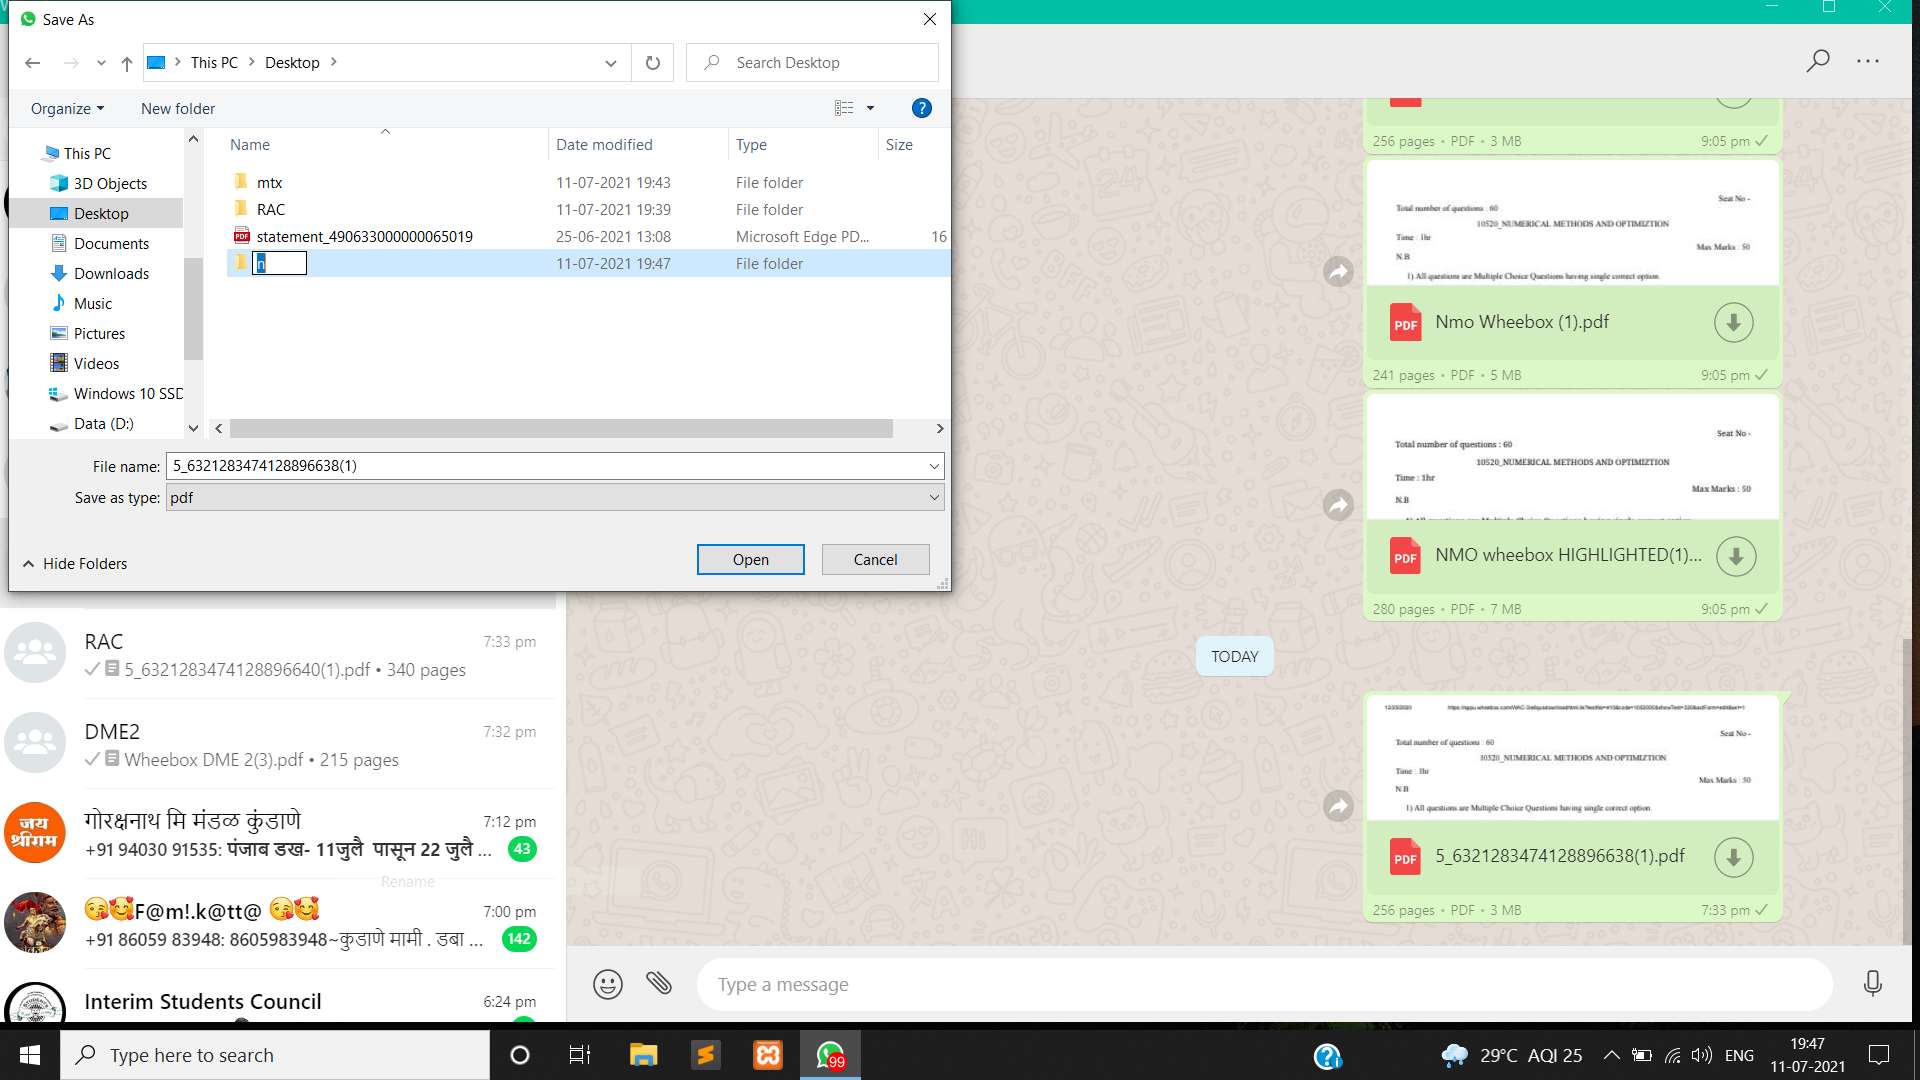 Save As
This PC
Desktop
Search Desktop
Organize
New folder
Name
Date modified
Type
Size
This PC
3D Objects
Desktop
Documents
Downloads
Music
Pictures
Videos
Windows 10 SSD
Data (D:)
mtx 11-07-2021 19:43 File folder
RAC 11-07-2021 19:39 File folder
PDF statement_490633000000065019 25-06-2021 13:08 Microsoft Edge PD... 16
n 11-07-2021 19:47 File folder
File name: 5_6321283474128896638(1)
Save as type: pdf
Hide Folders
Open
Cancel
RAC 7:33 pm
5_6321283474128896640(1).pdf • 340 pages
DME2 7:32 pm
Wheebox DME 2(3).pdf • 215 pages
जय
श्रीराम
गोरक्षनाथ मि मंडळ कुंडाणे 7:12 pm
+91 94030 91535: पंजाब डख- 11जुलै पासून 22 जुलै ... 43
Rename
😘🥰F@m!.k@tt@ 😘🥰 7:00 pm
+91 86059 83948: 8605983948~कुडाणे मामी . डबा ... 142
Interim Students Council 6:24 pm
256 pages • PDF • 3 MB 9:05 pm
Seat No -
Total number of questions : 60
10520_NUMERICAL METHODS AND OPTIMIZTION
Time : 1hr
Max Marks : 50
N.B
1) All questions are Multiple Choice Questions having single correct option.
PDF Nmo Wheebox (1).pdf
241 pages • PDF • 5 MB 9:05 pm
Seat No -
Total number of questions : 60
10520_NUMERICAL METHODS AND OPTIMIZTION
Time : 1hr
Max Marks : 50
N.B
PDF NMO wheebox HIGHLIGHTED(1)...
280 pages • PDF • 7 MB 9:05 pm
TODAY
Seat No -
Total number of questions : 60
10520_NUMERICAL METHODS AND OPTIMIZTION
Time : 1hr
Max Marks : 50
N.B
1) All questions are Multiple Choice Questions having single correct option
PDF 5_6321283474128896638(1).pdf
256 pages • PDF • 3 MB 7:33 pm
Type a message
Type here to search
99
29°C AQI 25
ENG
19:47
11-07-2021